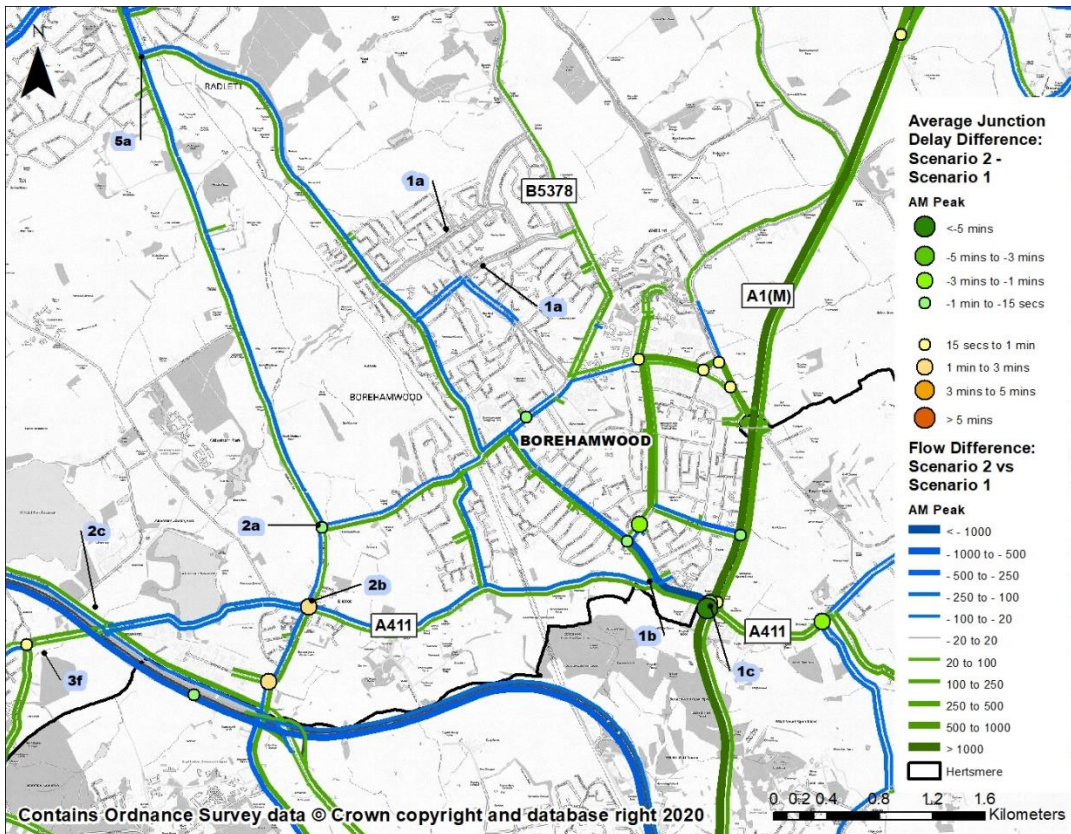 N
RADLETT
5a
1a
B5378
1a
A1(M)
BOREHAMWOOD
BOREHAMWOOD
2a
2c
2b
A411
1b
A411
3f
1c
Average Junction
Delay Difference:
Scenario 2 -
Scenario 1
AM Peak
<-5 mins
-5 mins to -3 mins
-3 mins to -1 mins
-1 min to -15 secs
15 secs to 1 min
1 min to 3 mins
3 mins to 5 mins
> 5 mins
Flow Difference:
Scenario 2 vs
Scenario 1
AM Peak
< - 1000
- 1000 to - 500
- 500 to - 250
- 250 to - 100
- 100 to - 20
- 20 to 20
20 to 100
100 to 250
250 to 500
500 to 1000
> 1000
Hertsmere
0 0.2 0.4 0.8 1.2 1.6
Kilometers
Contains Ordnance Survey data © Crown copyright and database right 2020